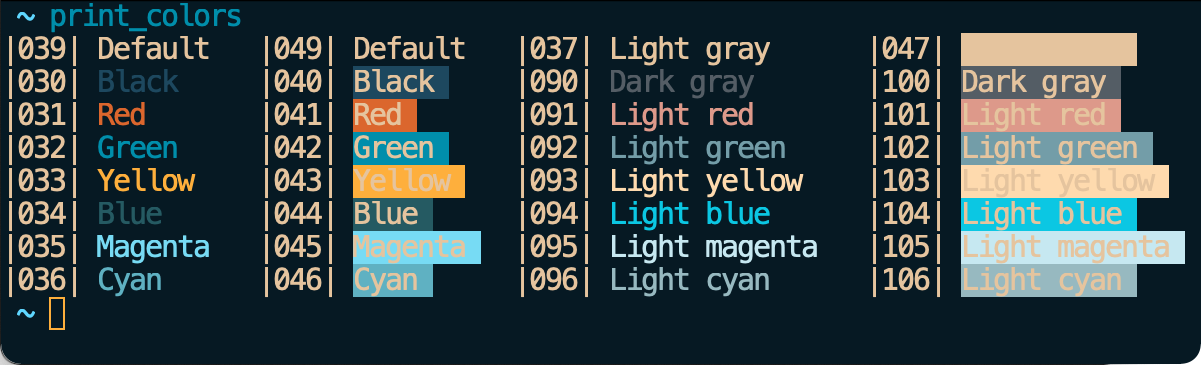 ~ print_colors
|039| Default |049| Default |037| Light gray |047|
|030| Black |040| Black |090| Dark gray |100| Dark gray
|031| Red |041| Red |091| Light red |101| Light red
|032| Green |042| Green |092| Light green |102| Light green
|033| Yellow |043| Yellow |093| Light yellow |103| Light yellow
|034| Blue |044| Blue |094| Light blue |104| Light blue
|035| Magenta |045| Magenta |095| Light magenta |105| Light magenta
|036| Cyan |046| Cyan |096| Light cyan |106| Light cyan
~